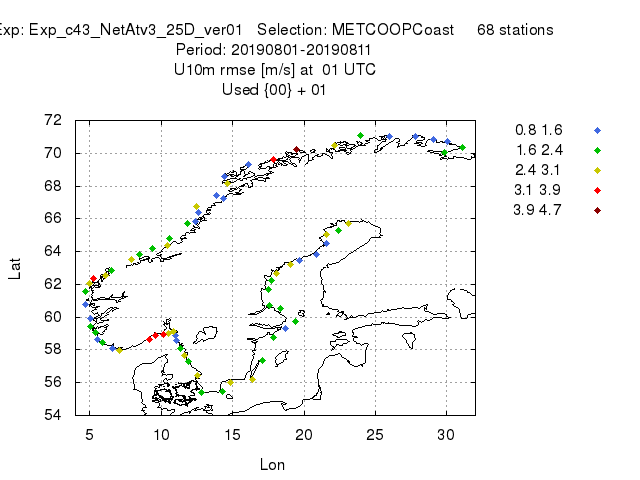 Exp: Exp_c43_NetAtv3_25D_ver01 Selection: METCOOPCoast 68 stations
Period: 20190801-20190811
U10m rmse [m/s] at 01 UTC
Used {00} + 01
72
70
68
66
64
62
60
58
56
54
Lat
5 10 15 20 25 30
Lon
0.8 1.6
1.6 2.4
2.4 3.1
3.1 3.9
3.9 4.7